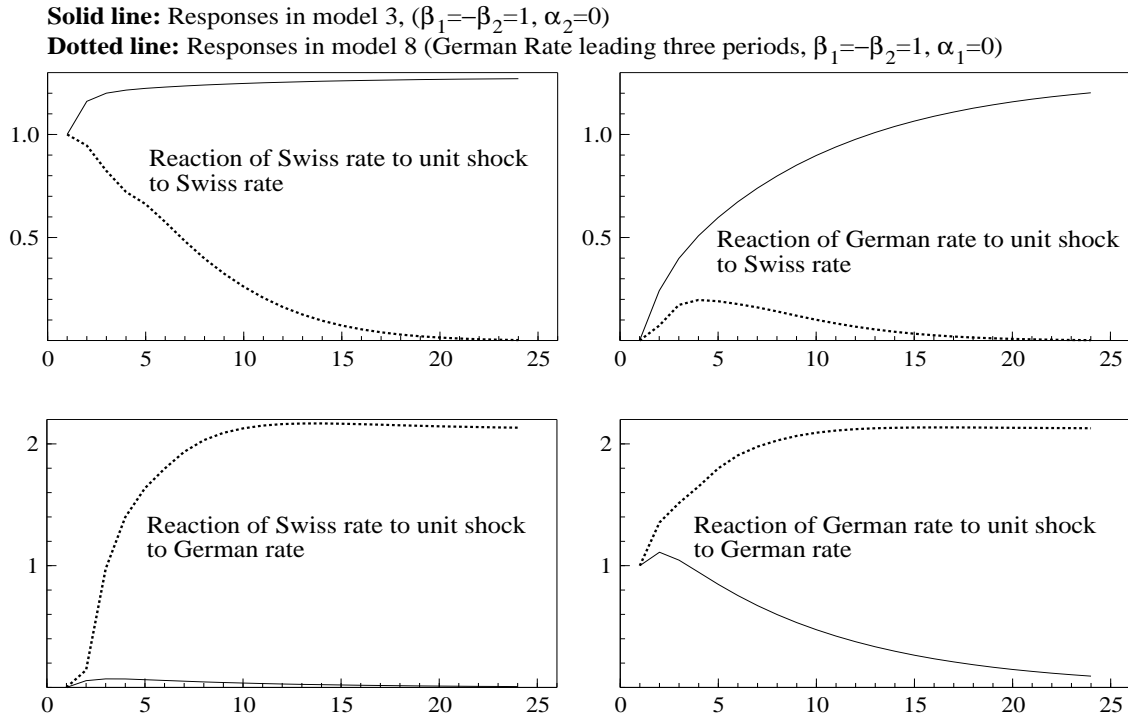 Solid line: Responses in model 3, (β₁=–β₂=1, α₂=0)
Dotted line: Responses in model 8 (German Rate leading three periods, β₁=–β₂=1, α₁=0)
1.0
0.5
Reaction of Swiss rate to unit shock
to Swiss rate
0 5 10 15 20 25
1.0
0.5
Reaction of German rate to unit shock
to Swiss rate
0 5 10 15 20 25
2
1
Reaction of Swiss rate to unit shock
to German rate
0 5 10 15 20 25
2
1
Reaction of German rate to unit shock
to German rate
0 5 10 15 20 25